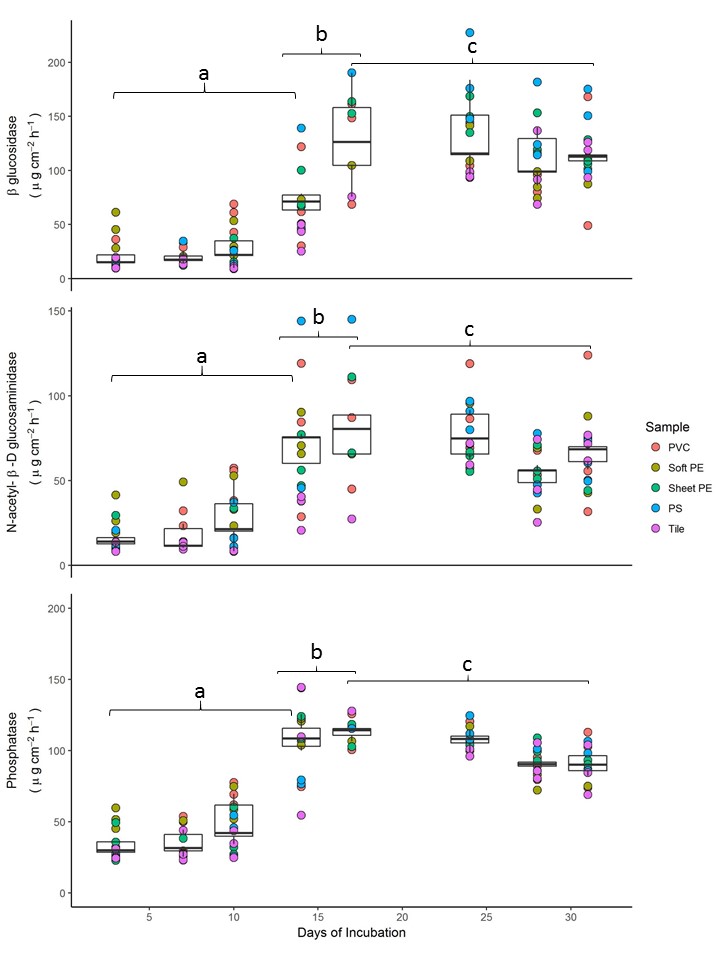 β glucosidase
( μ g cm⁻² h⁻¹ )
200
150
100
50
0
a
b
c
N-acetyl- β -D glucosaminidase
( μ g cm⁻² h⁻¹ )
150
100
50
0
a
b
c
Sample
PVC
Soft PE
Sheet PE
PS
Tile
Phosphatase
( μ g cm⁻² h⁻¹ )
200
150
100
50
0
a
b
c
5 10 15 20 25 30
Days of Incubation